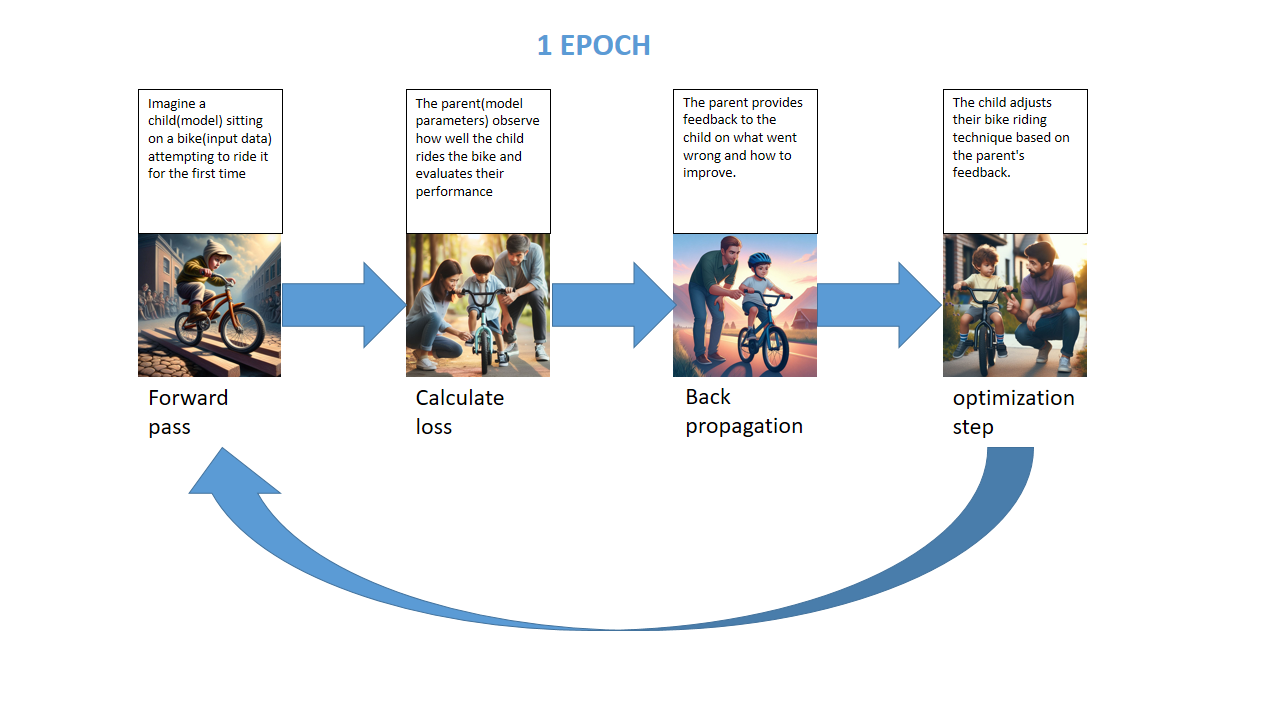 1 EPOCH
Imagine a
child(model) sitting
on a bike(input data)
attempting to ride it
for the first time
The parent(model
parameters) observe
how well the child
rides the bike and
evaluates their
performance
The parent provides
feedback to the
child on what went
wrong and how to
improve.
The child adjusts
their bike riding
technique based on
the parent's
feedback.
Forward
pass
Calculate
loss
Back
propagation
optimization
step